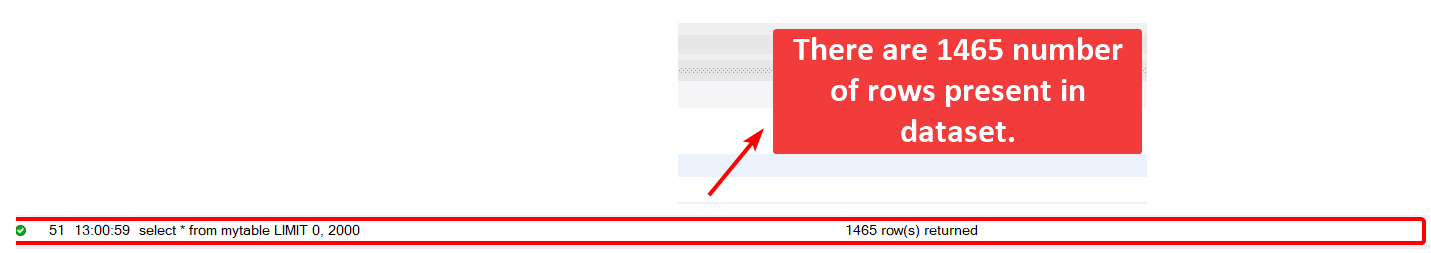 There are 1465 number
of rows present in
dataset.
51 13:00:59 select * from mytable LIMIT 0, 2000 1465 row(s) returned